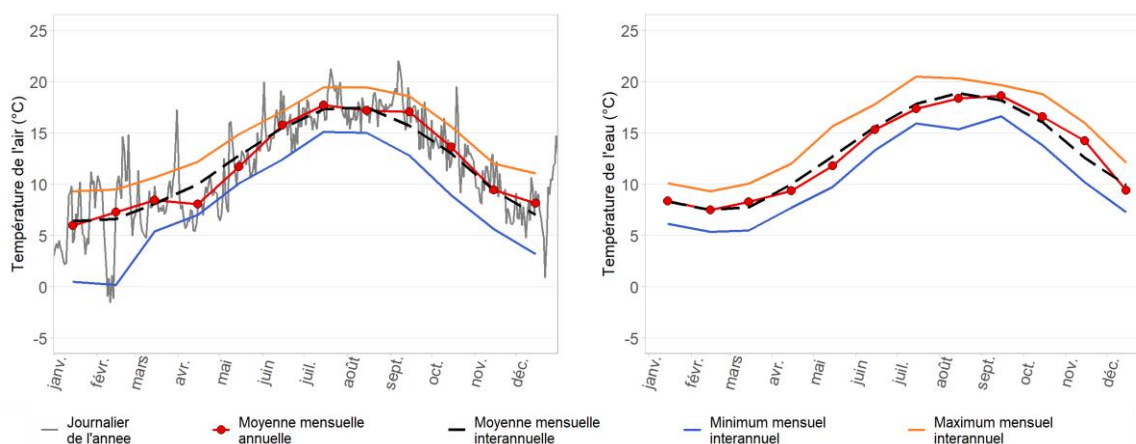 Température de l'air (°C)
25
20
15
10
5
0
-5
janv.
févr.
mars
avr.
mai
juin
juil.
août
sept.
oct.
nov.
déc.
Température de l'eau (°C)
25
20
15
10
5
0
-5
janv.
févr.
mars
avr.
mai
juin
juil.
août
sept.
oct.
nov.
déc.
Journalier
de l'annee
Moyenne mensuelle
annuelle
Moyenne mensuelle
interannuelle
Minimum mensuel
interannuel
Maximum mensuel
interannuel